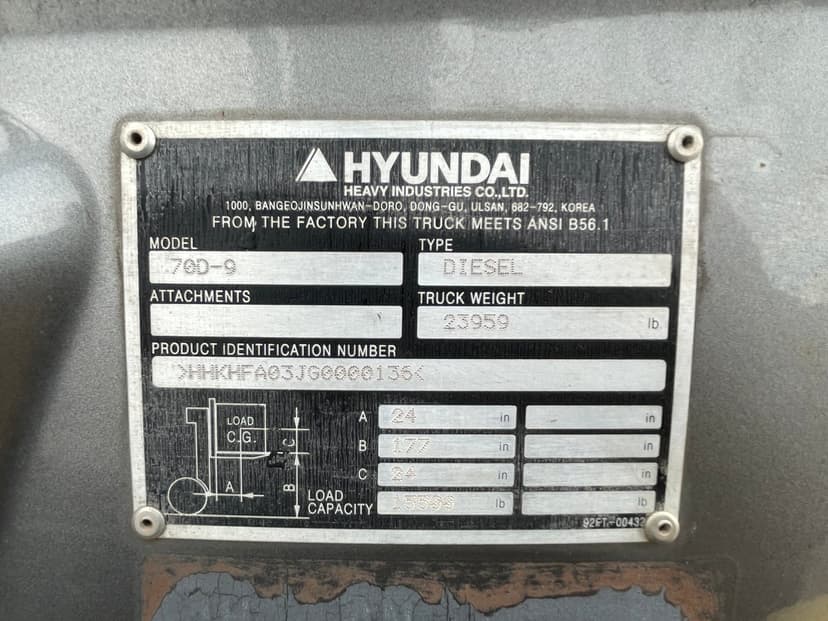 HYUNDAI
HEAVY INDUSTRIES CO.,LTD.
1000, BANGEOJINSUNHWAN-DORO, DONG-GU, ULSAN, 682-792, KOREA
FROM THE FACTORY THIS TRUCK MEETS ANSI B56.1
MODEL TYPE
70D-9 DIESEL
ATTACHMENTS TRUCK WEIGHT
23959 lb
PRODUCT IDENTIFICATION NUMBER
>HHKHFA03JG0000136<
LOAD
C.G.
C
A
B
A 24 in in
B 177 in in
C 24 in in
LOAD
CAPACITY lb lb